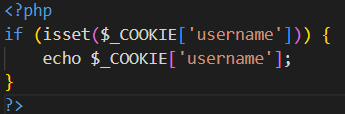 <?php
if (isset($_COOKIE['username'])) {
    echo $_COOKIE['username'];
}
?>